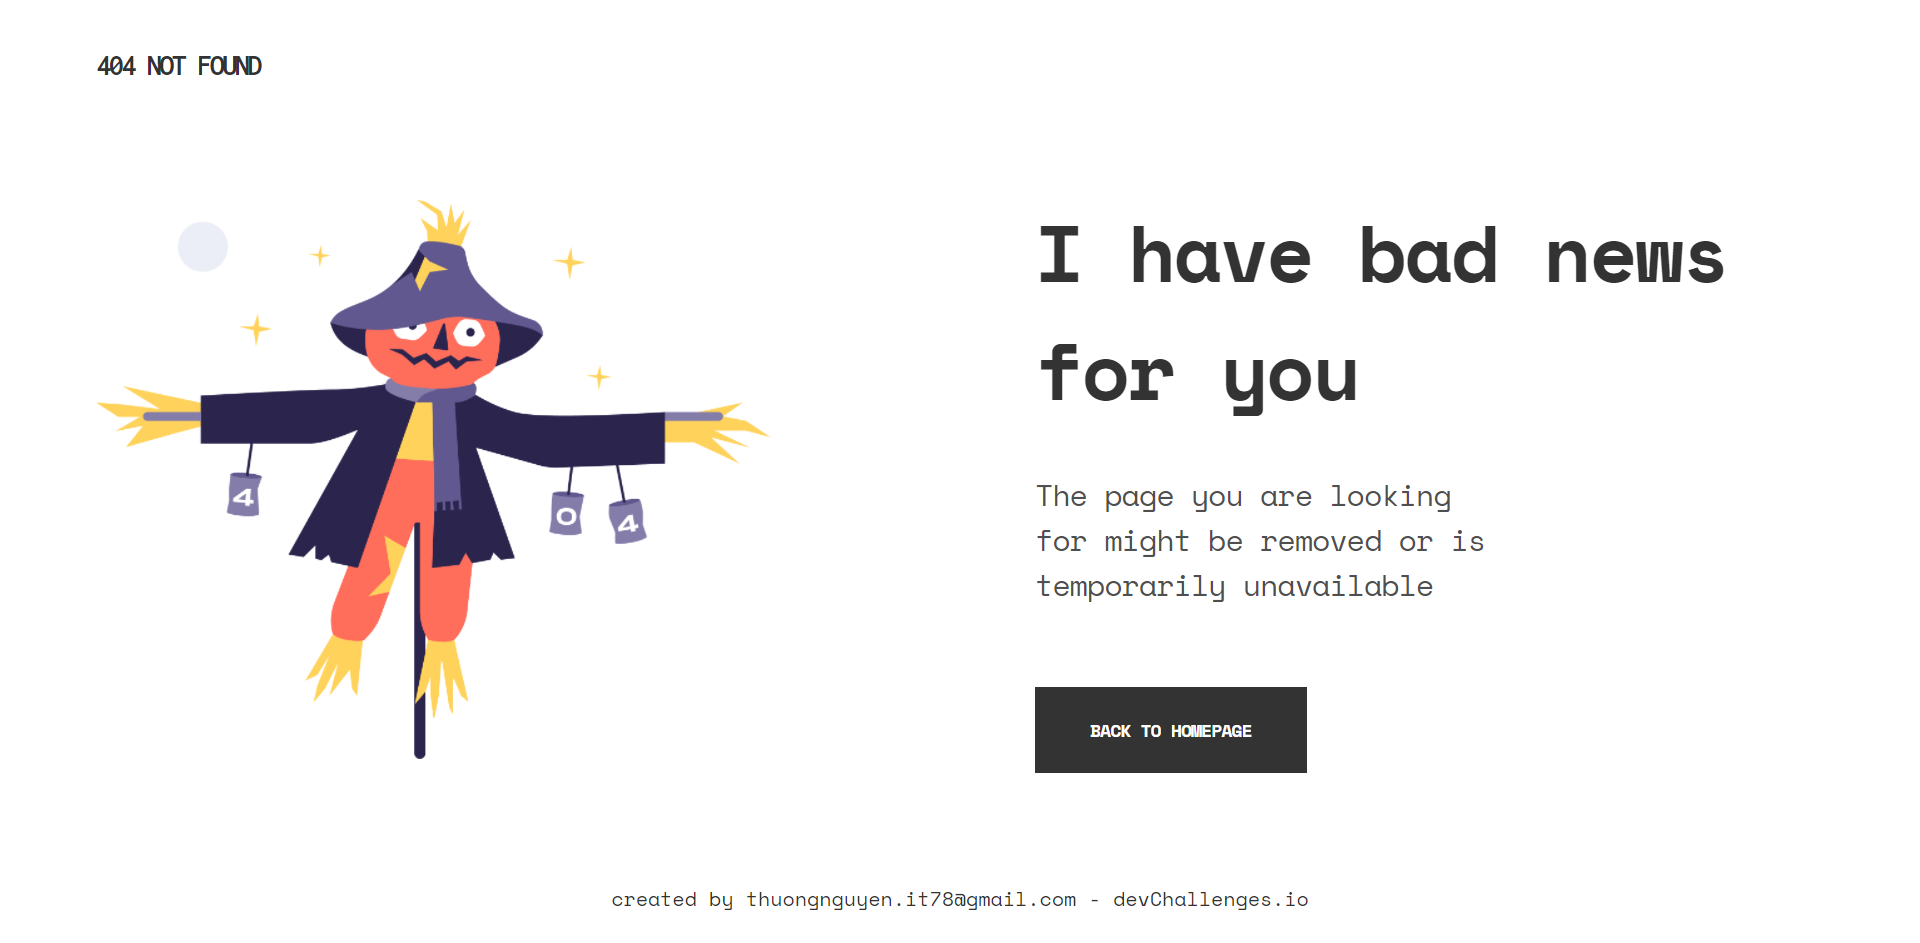 404 NOT FOUND
I have bad news
for you
4
0
4
The page you are looking
for might be removed or is
temporarily unavailable
BACK TO HOMEPAGE
created by thuongnguyen.it78@gmail.com - devChallenges.io